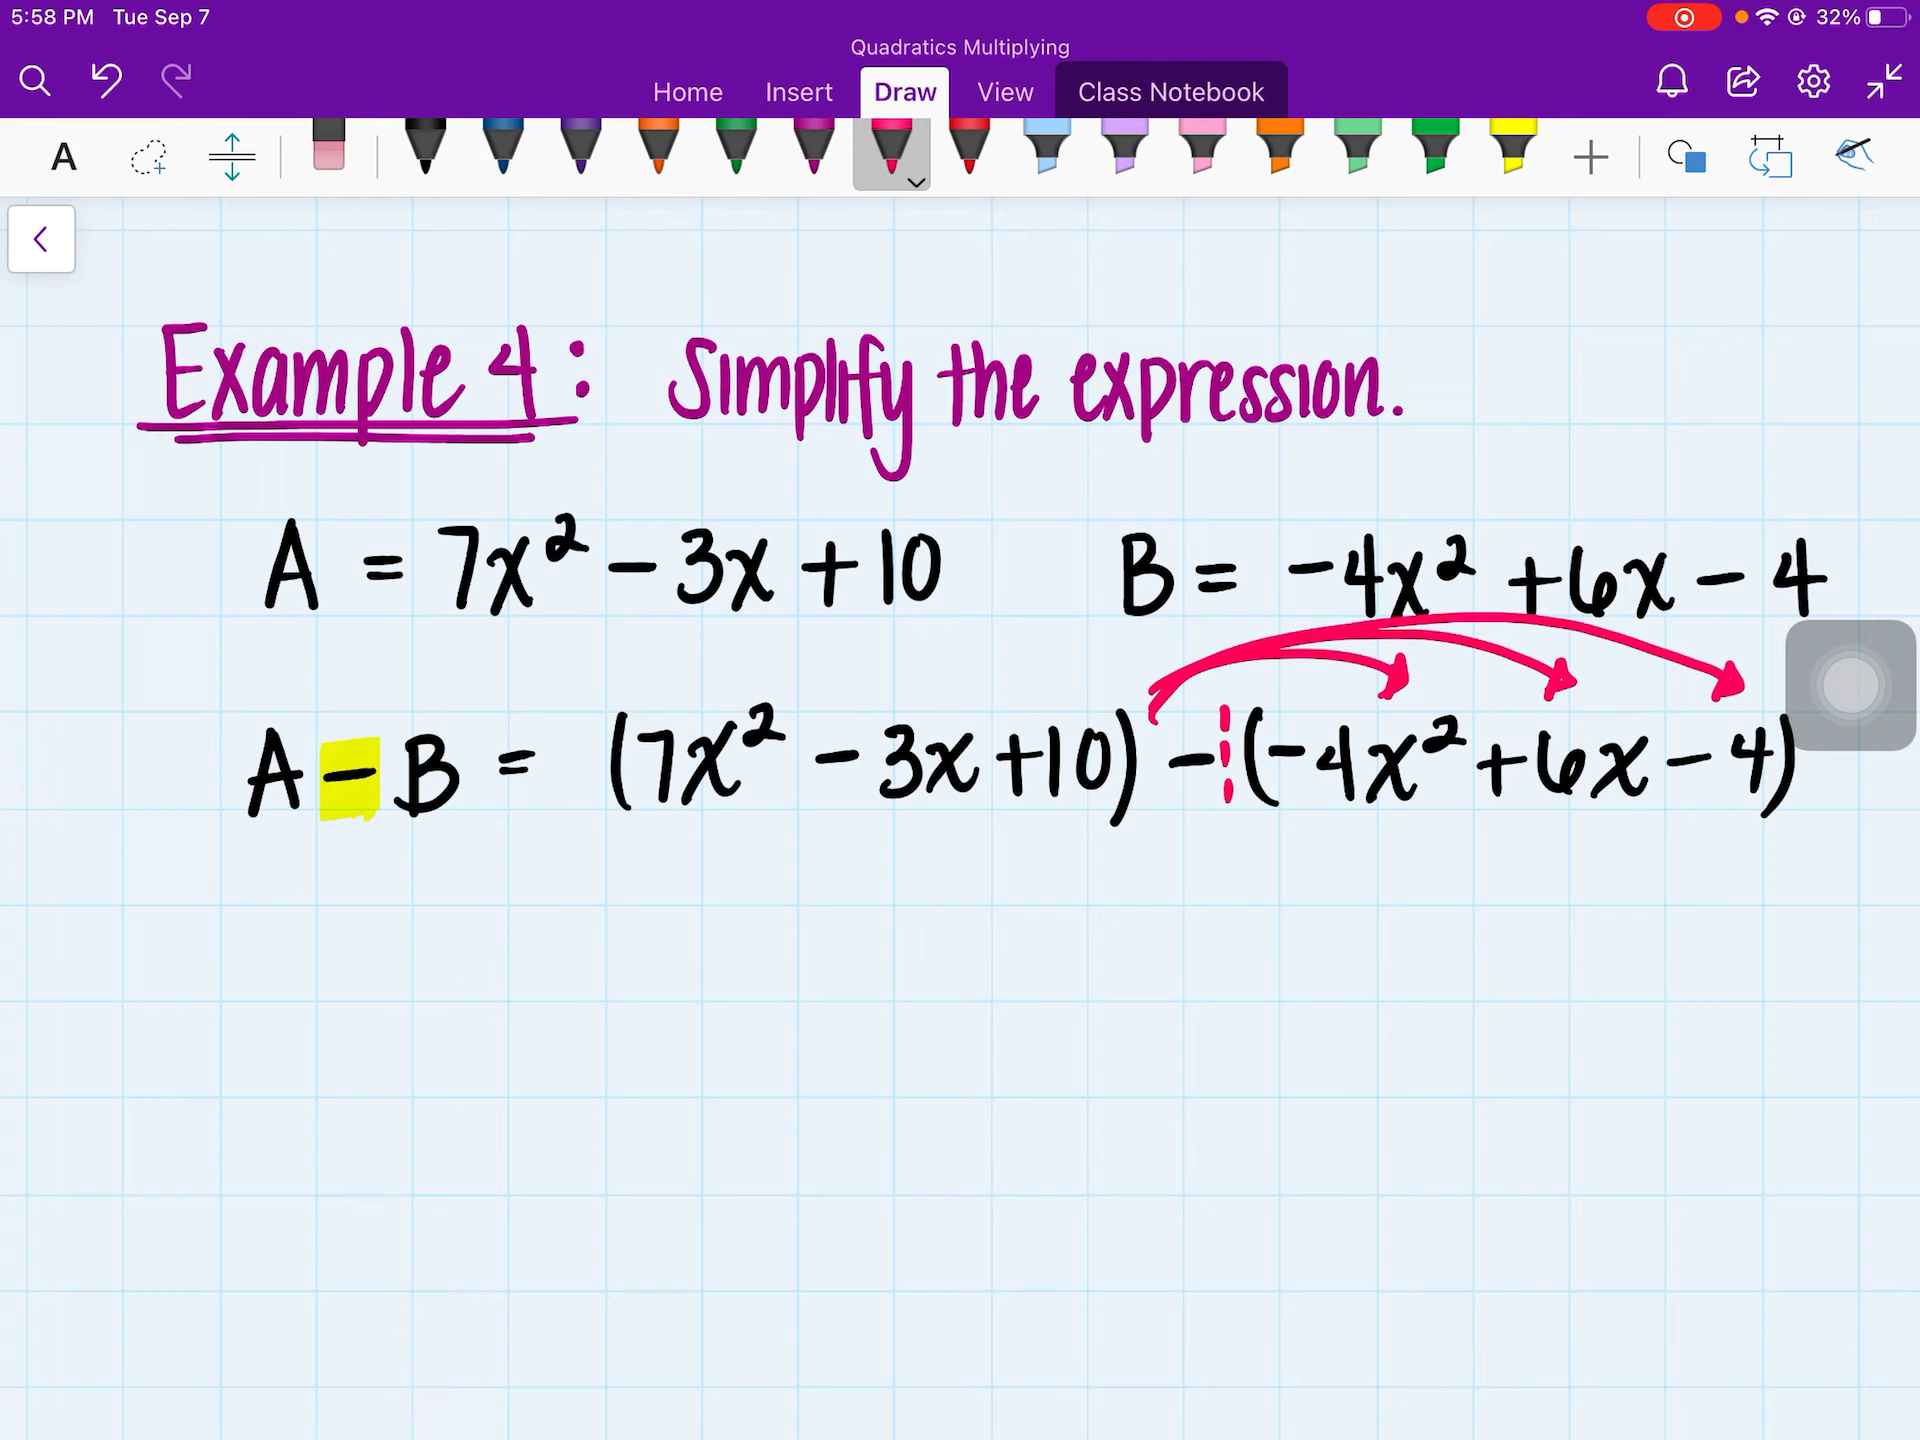 5:58 PM Tue Sep 7 32%
Quadratics Multiplying
Home Insert Draw View Class Notebook
A
Example 4: Simplify the expression.
A = 7x² - 3x + 10 B = -4x² + 6x - 4
A - B = (7x² - 3x + 10) - (-4x² + 6x - 4)